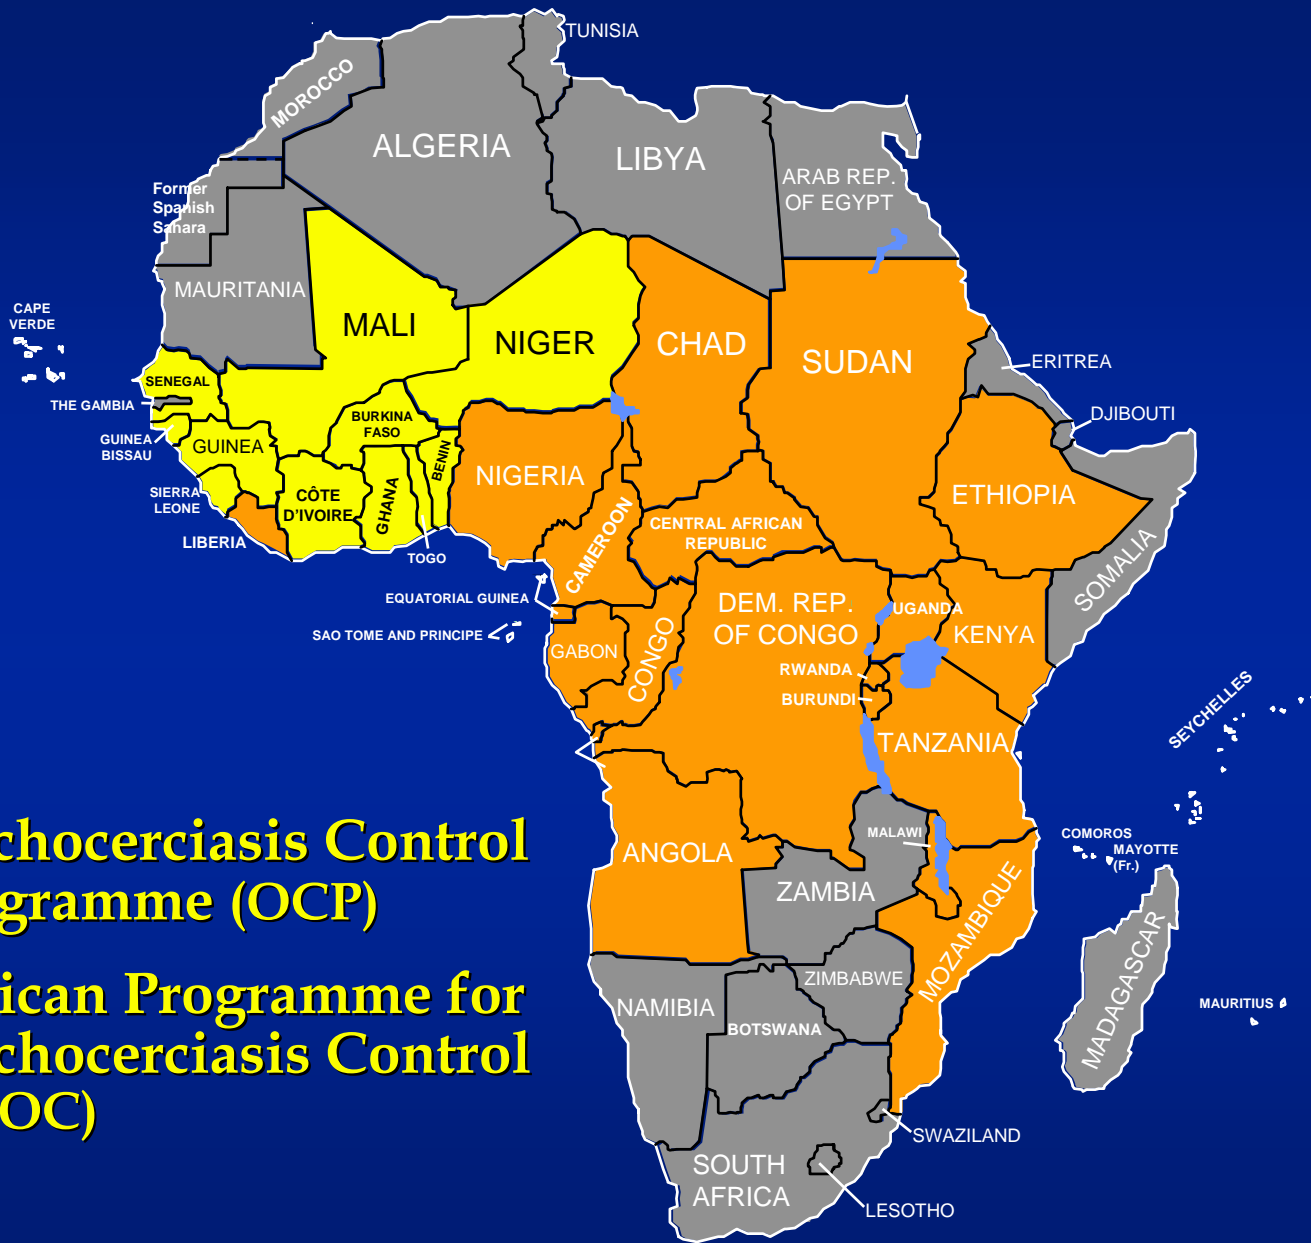 TUNISIA
MOROCCO
ALGERIA
LIBYA
ARAB REP.
OF EGYPT
Former
Spanish
Sahara
MAURITANIA
CAPE
VERDE
MALI
NIGER
CHAD
SUDAN
ERITREA
SENEGAL
THE GAMBIA
DJIBOUTI
BURKINA
FASO
GUINEA
BISSAU
GUINEA
BENIN
NIGERIA
ETHIOPIA
SIERRA
LEONE
CÔTE
D'IVOIRE
GHANA
CENTRAL AFRICAN
REPUBLIC
CAMEROON
LIBERIA
TOGO
SOMALIA
EQUATORIAL GUINEA
DEM. REP.
OF CONGO
UGANDA
KENYA
SAO TOME AND PRINCIPE
GABON
CONGO
RWANDA
BURUNDI
SEYCHELLES
TANZANIA
chocerciasis Control
gramme (OCP)
MALAWI
COMOROS
MAYOTTE
(Fr.)
ANGOLA
ZAMBIA
MOZAMBIQUE
MADAGASCAR
ican Programme for
chocerciasis Control
OC)
ZIMBABWE
NAMIBIA
BOTSWANA
MAURITIUS
SWAZILAND
SOUTH
AFRICA
LESOTHO